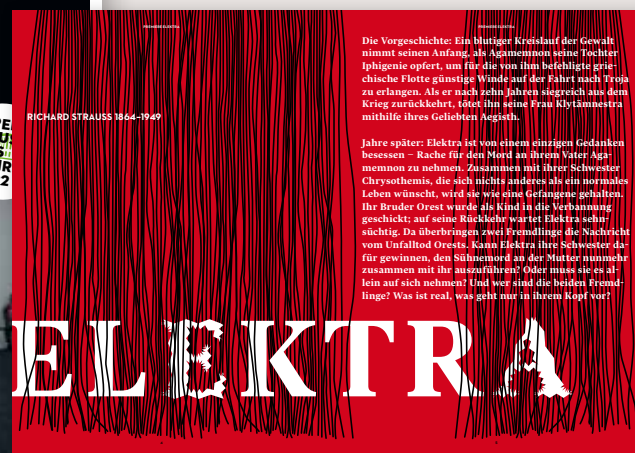 PREMIERE ELEKTRA
PREMIERE ELEKTRA
RICHARD STRAUSS 1864–1949
Die Vorgeschichte: Ein blutiger Kreislauf der Gewalt
nimmt seinen Anfang, als Agamemnon seine Tochter
Iphigenie opfert, um für die von ihm befehligte grie-
chische Flotte günstige Winde auf der Fahrt nach Troja
zu erlangen. Als er nach zehn Jahren siegreich aus dem
Krieg zurückkehrt, tötet ihn seine Frau Klytämnestra
mithilfe ihres Geliebten Aegisth.
Jahre später: Elektra ist von einem einzigen Gedanken
besessen – Rache für den Mord an ihrem Vater Aga-
memnon zu nehmen. Zusammen mit ihrer Schwester
Chrysothemis, die sich nichts anderes als ein normales
Leben wünscht, wird sie wie eine Gefangene gehalten.
Ihr Bruder Orest wurde als Kind in die Verbannung
geschickt; auf seine Rückkehr wartet Elektra sehn-
süchtig. Da überbringen zwei Fremdlinge die Nachricht
vom Unfalltod Orests. Kann Elektra ihre Schwester da-
für gewinnen, den Sühnemord an der Mutter nunmehr
zusammen mit ihr auszuführen? Oder muss sie es al-
lein auf sich nehmen? Und wer sind die beiden Fremd-
linge? Was ist real, was geht nur in ihrem Kopf vor?
ELEKTRA